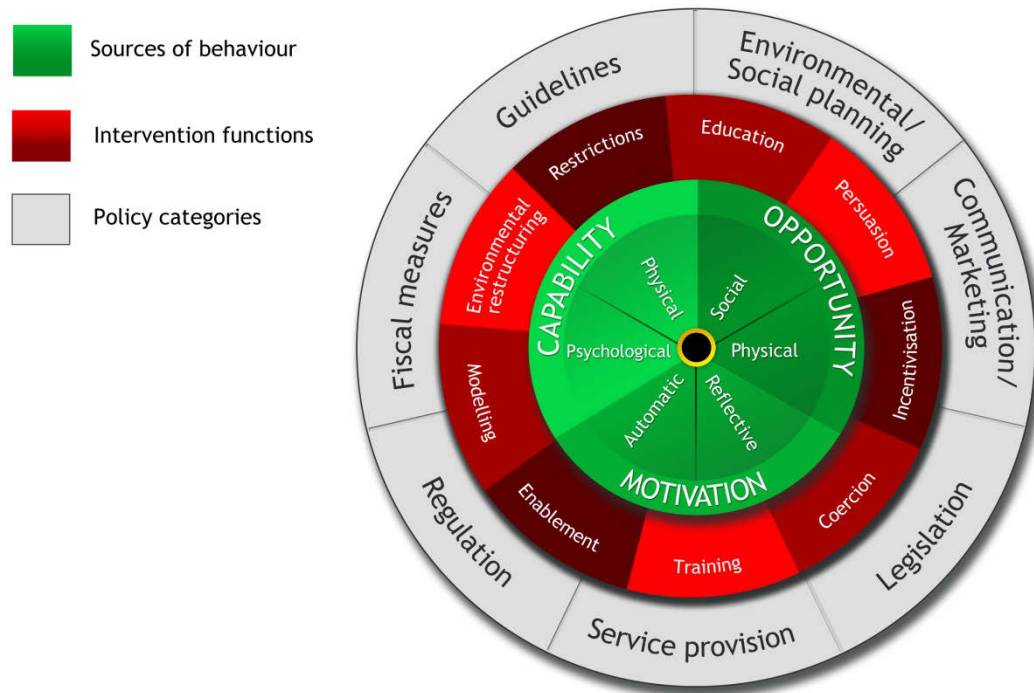 Sources of behaviour
Intervention functions
Policy categories
Guidelines
Environmental/
Social planning
Communication/
Marketing
Legislation
Service provision
Regulation
Fiscal measures
Restrictions
Education
Persuasion
Incentivisation
Coercion
Training
Enablement
Modelling
Environmental
restructuring
CAPABILITY
OPPORTUNITY
MOTIVATION
Physical
Social
Physical
Reflective
Automatic
Psychological